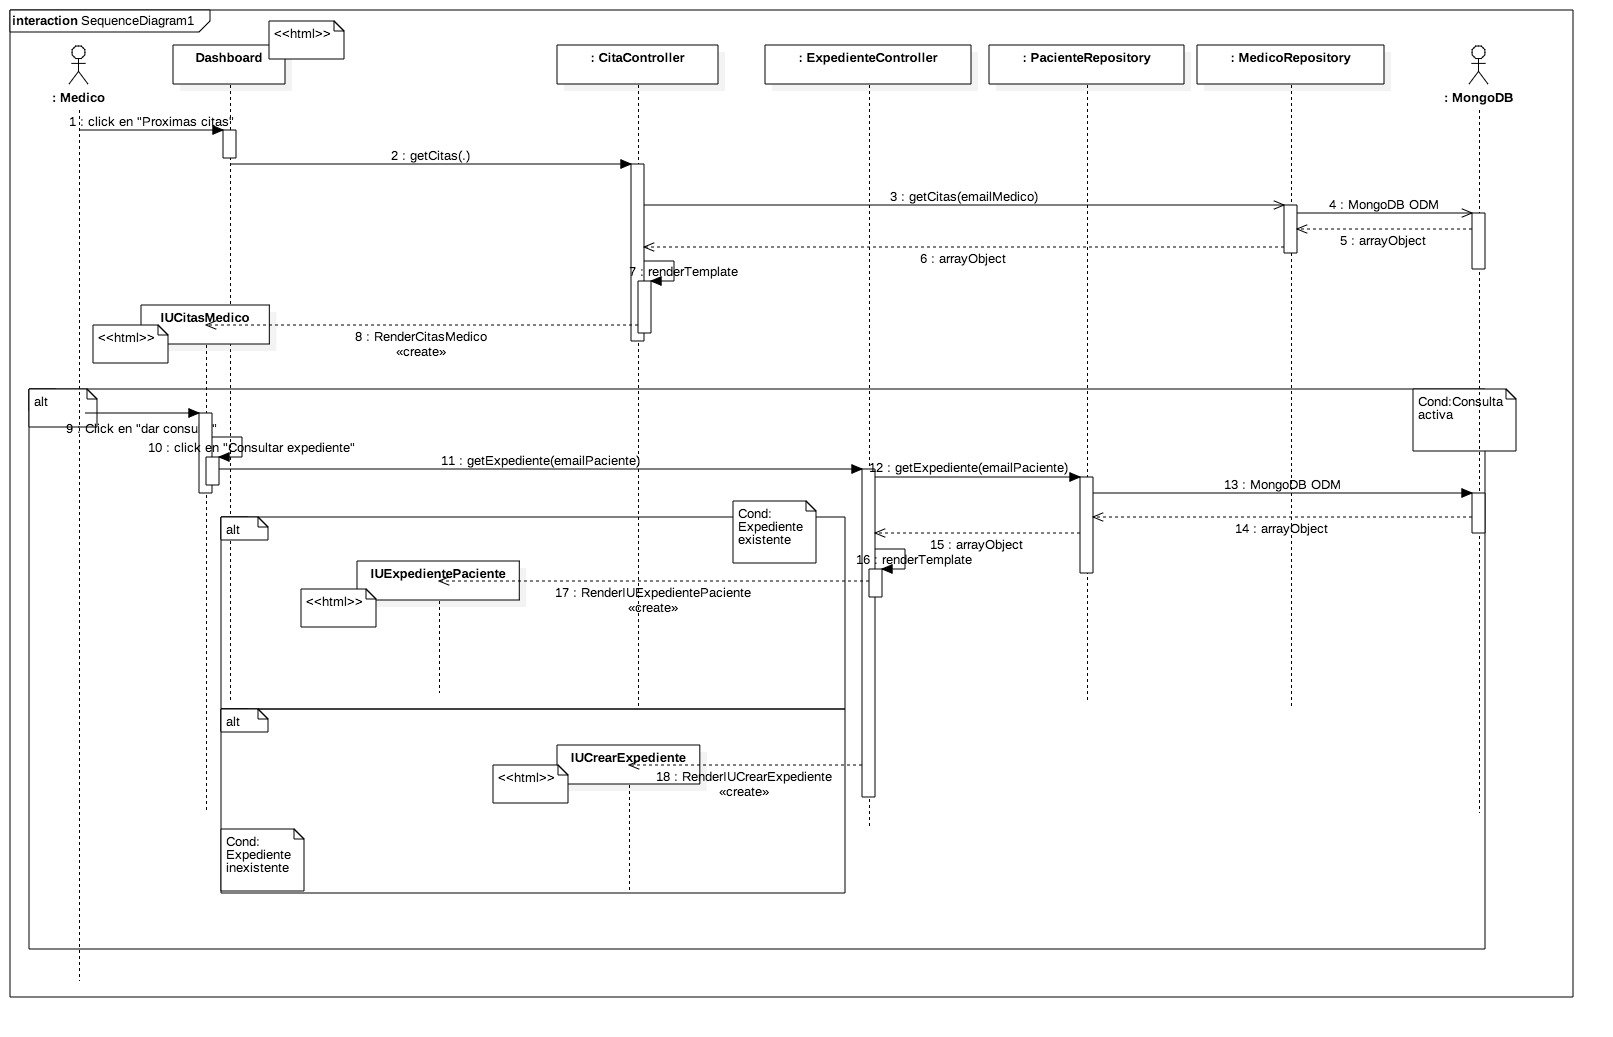 interaction SequenceDiagram1
<<html>>
Dashboard
: CitaController
: ExpedienteController
: PacienteRepository
: MedicoRepository
: Medico
: MongoDB
1 : click en "Proximas citas"
2 : getCitas(.)
3 : getCitas(emailMedico)
4 : MongoDB ODM
5 : arrayObject
6 : arrayObject
7 : renderTemplate
IUCitasMedico
<<html>>
8 : RenderCitasMedico
«create»
alt
Cond:Consulta
activa
9 : Click en "dar consu
10 : click en "Consultar expediente"
11 : getExpediente(emailPaciente)
12 : getExpediente(emailPaciente)
13 : MongoDB ODM
alt
Cond:
Expediente
existente
14 : arrayObject
15 : arrayObject
16 : renderTemplate
IUExpedientePaciente
<<html>>
17 : RenderIUExpedientePaciente
«create»
alt
IUCrearExpediente
<<html>>
18 : RenderIUCrearExpediente
«create»
Cond:
Expediente
inexistente